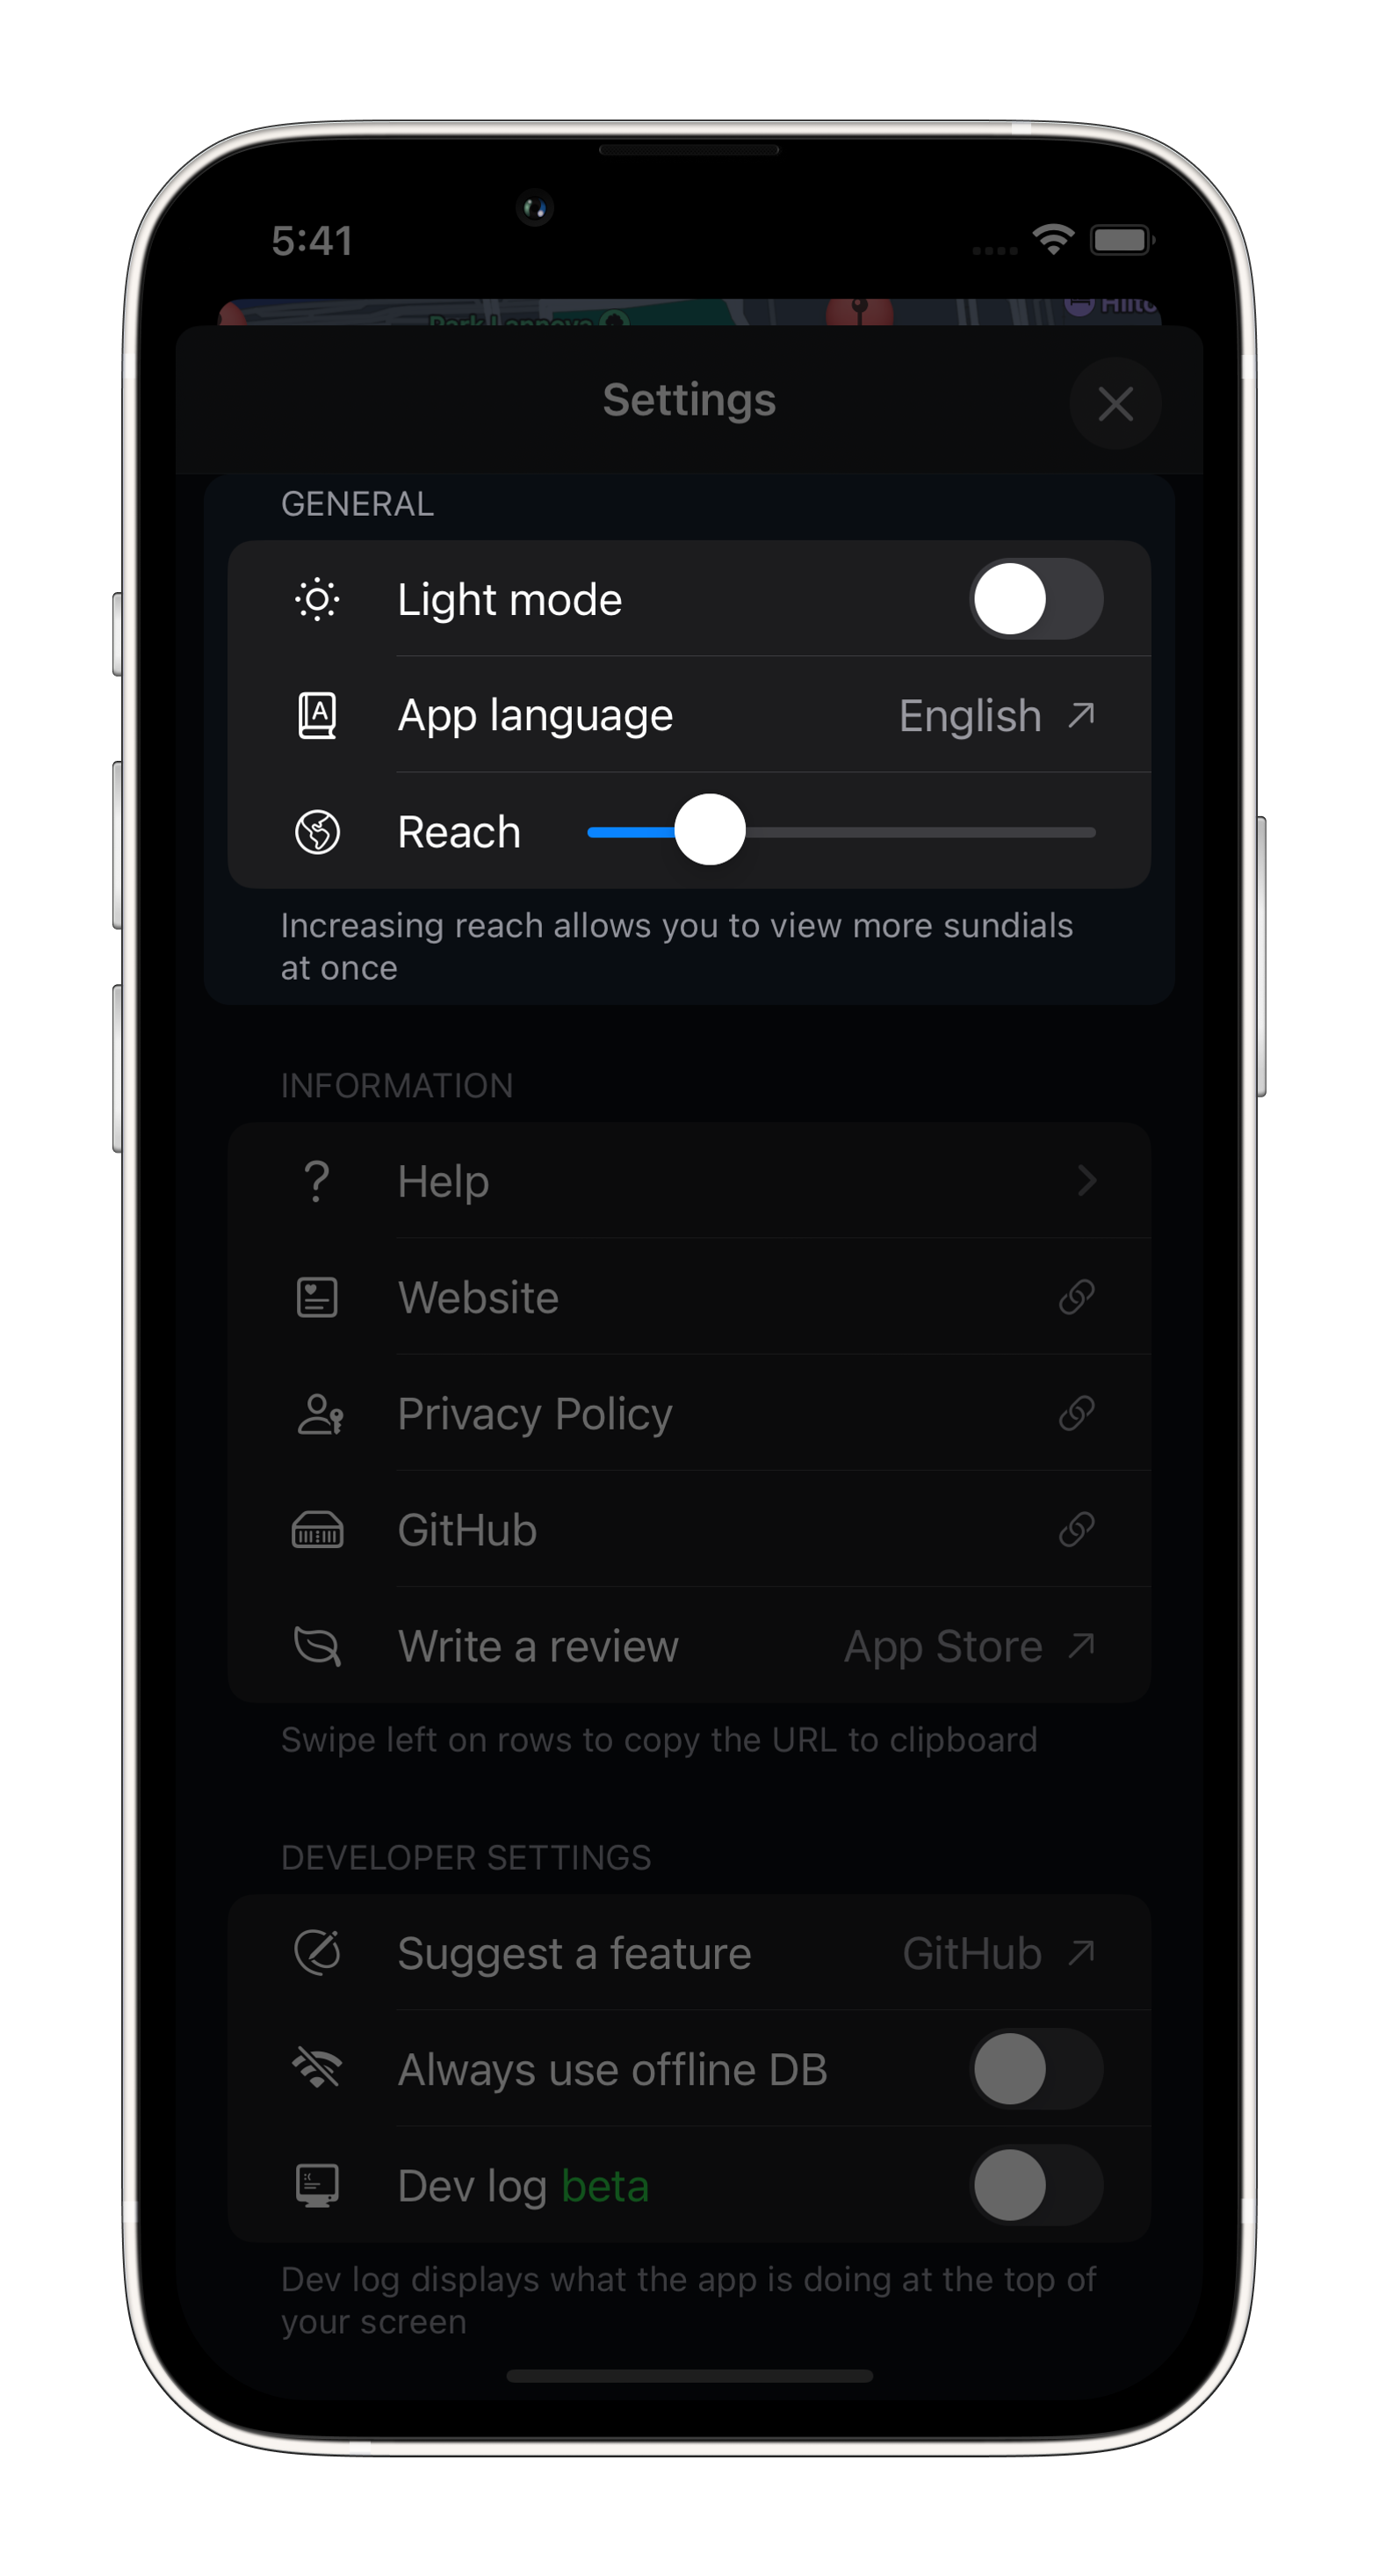 5:41
Park Lannova
Hilto
Settings
GENERAL
Light mode
App language English
Reach
Increasing reach allows you to view more sundials
at once
INFORMATION
Help
Website
Privacy Policy
GitHub
Write a review App Store
Swipe left on rows to copy the URL to clipboard
DEVELOPER SETTINGS
Suggest a feature GitHub
Always use offline DB
Dev log beta
Dev log displays what the app is doing at the top of
your screen